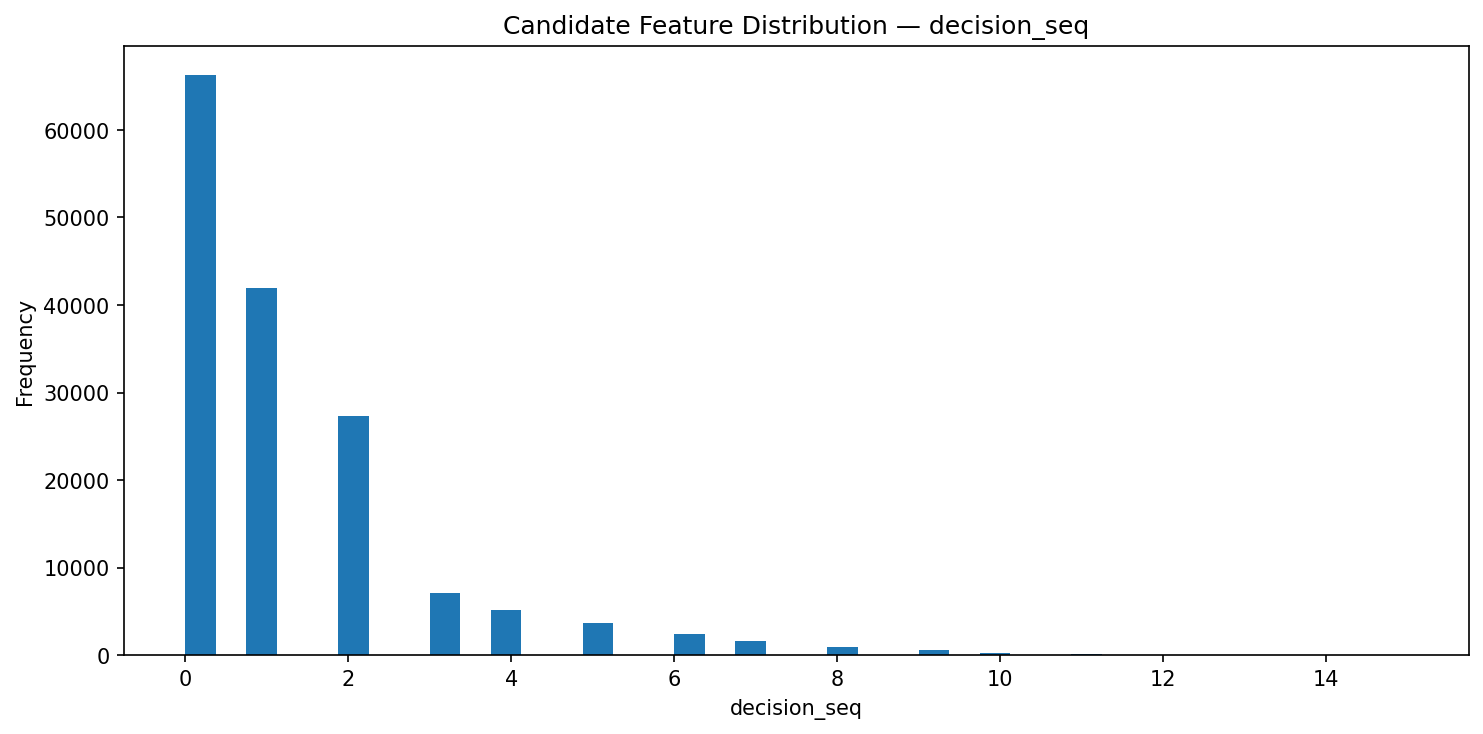 Candidate Feature Distribution — decision_seq
Frequency
60000
50000
40000
30000
20000
10000
0
0 2 4 6 8 10 12 14
decision_seq